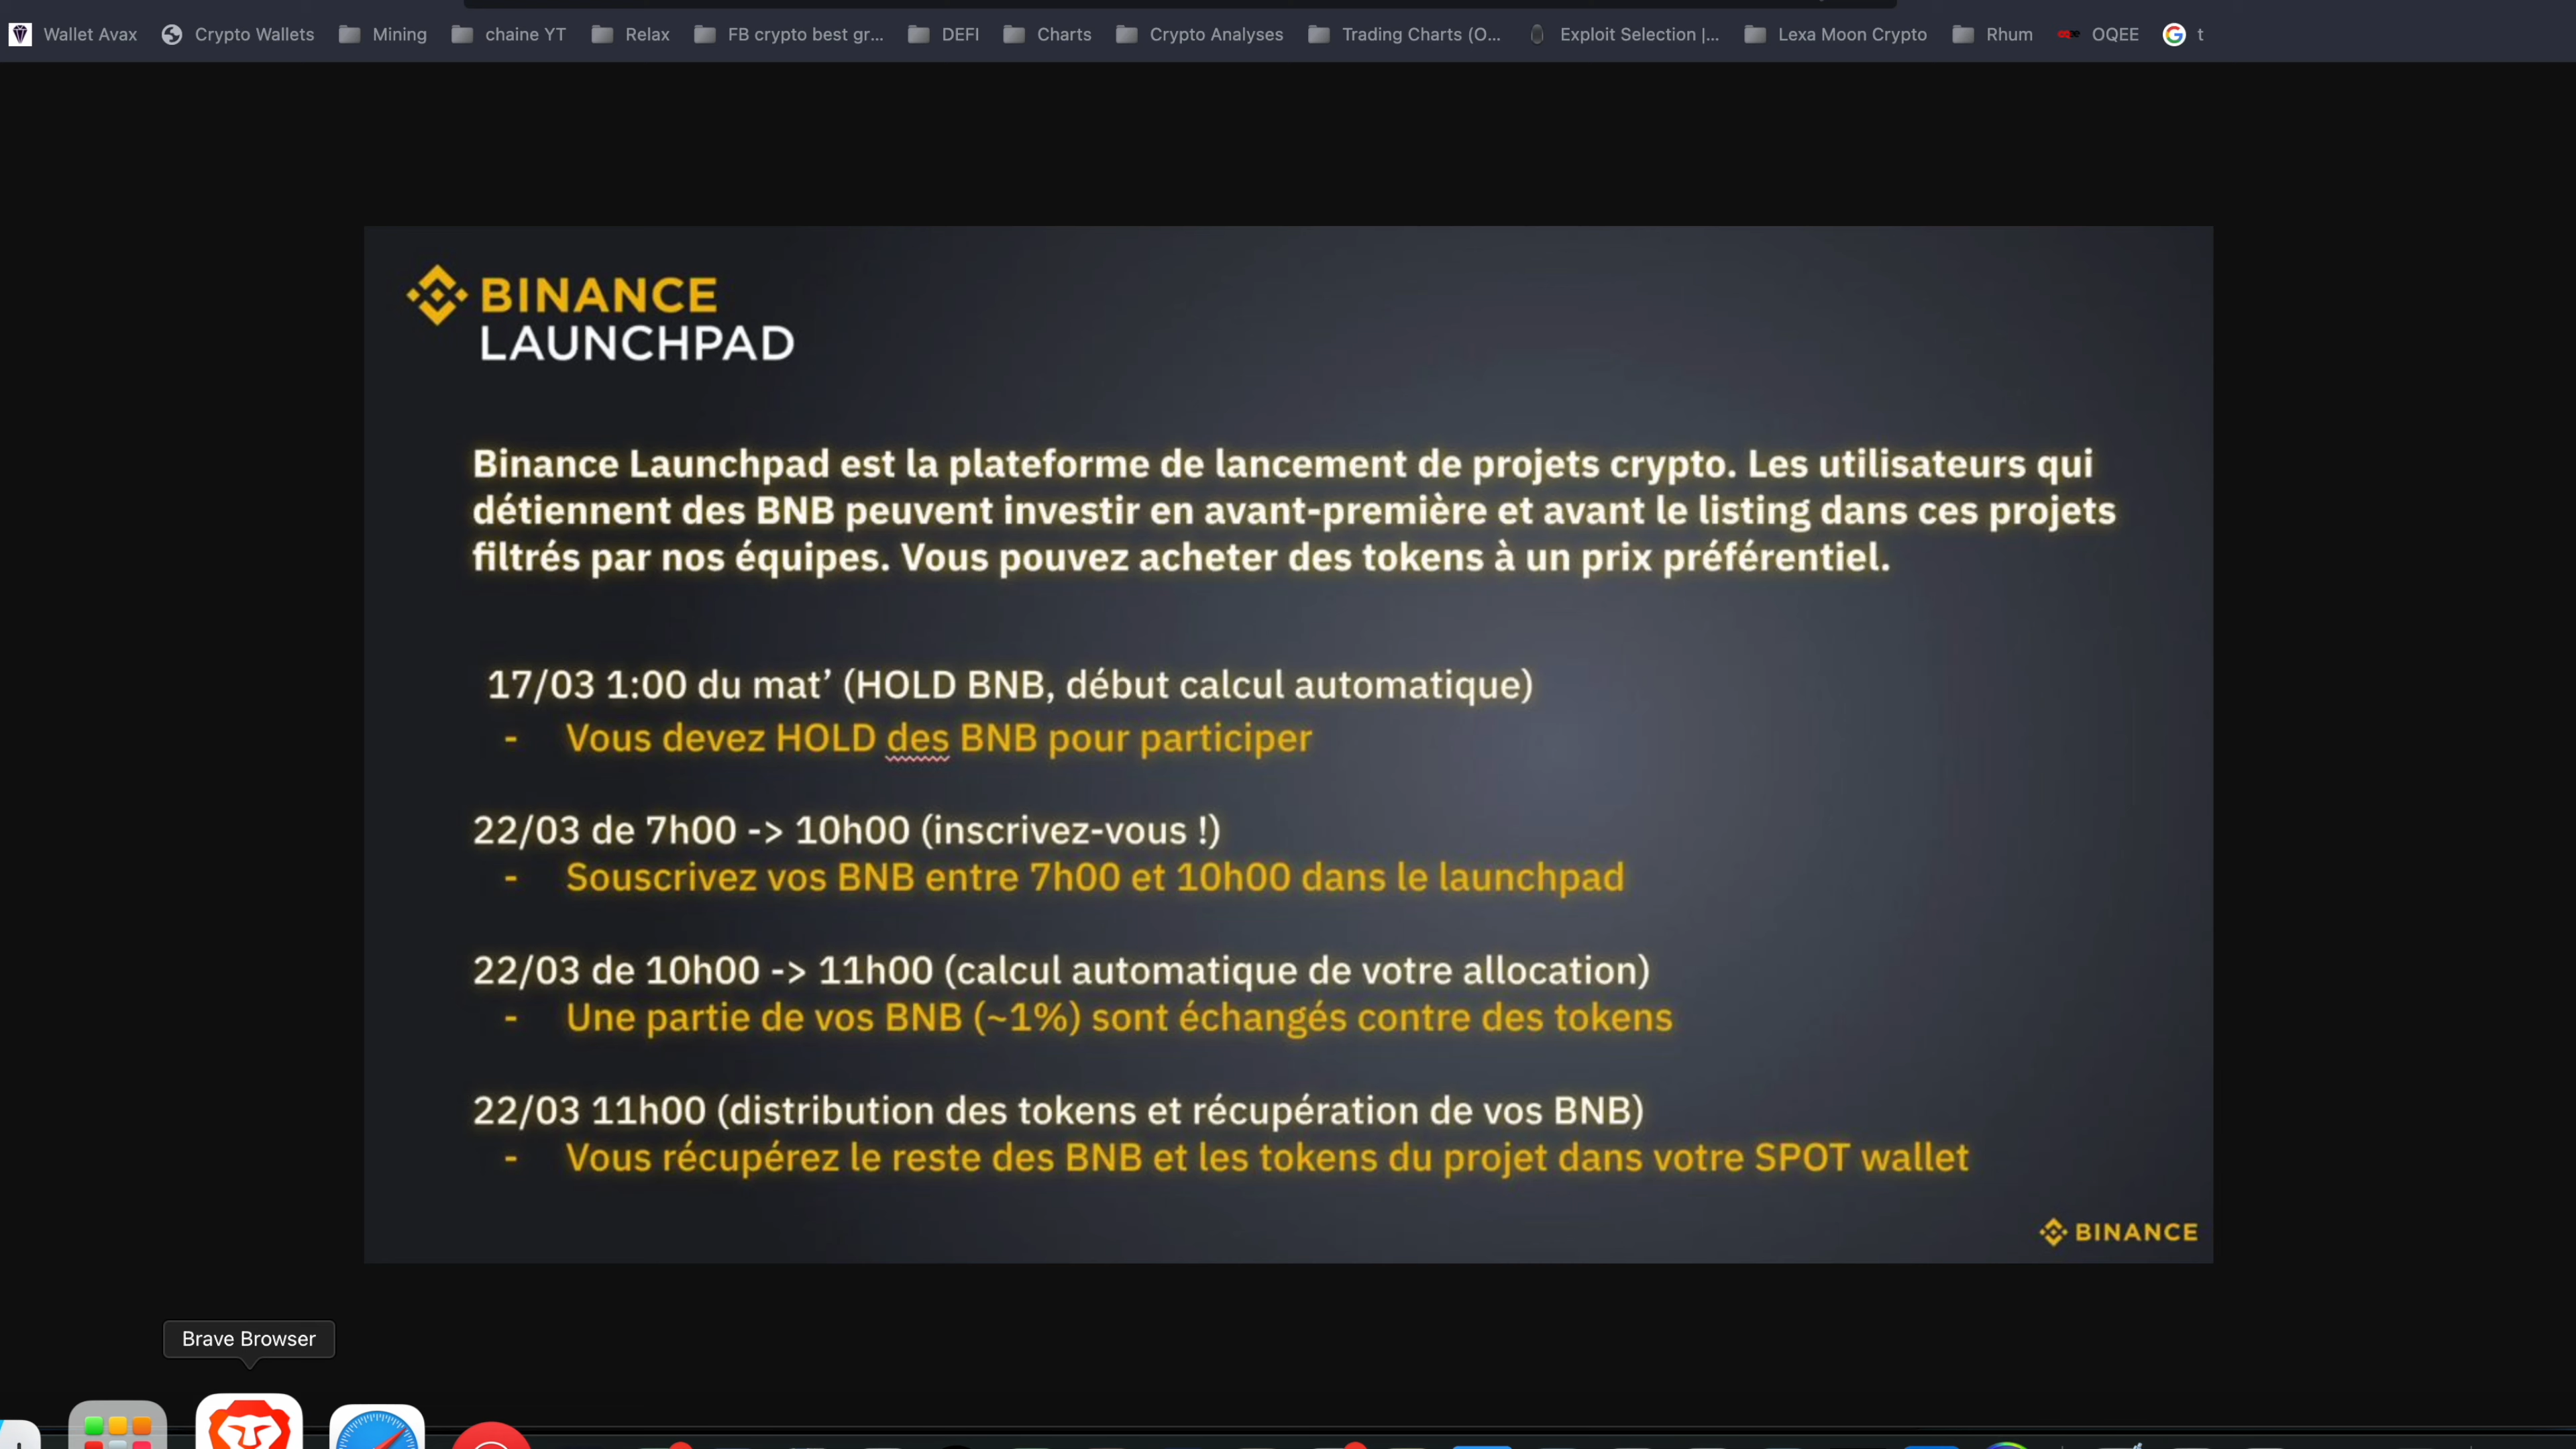 Wallet Avax Crypto Wallets Mining chaine YT Relax FB crypto best gr... DEFI Charts Crypto Analyses Trading Charts (O... Exploit Selection |... Lexa Moon Crypto Rhum OQEE t
BINANCE
LAUNCHPAD
Binance Launchpad est la plateforme de lancement de projets crypto. Les utilisateurs qui
détiennent des BNB peuvent investir en avant-première et avant le listing dans ces projets
filtrés par nos équipes. Vous pouvez acheter des tokens à un prix préférentiel.
17/03 1:00 du mat’ (HOLD BNB, début calcul automatique)
- Vous devez HOLD des BNB pour participer
22/03 de 7h00 -> 10h00 (inscrivez-vous !)
- Souscrivez vos BNB entre 7h00 et 10h00 dans le launchpad
22/03 de 10h00 -> 11h00 (calcul automatique de votre allocation)
- Une partie de vos BNB (~1%) sont échangés contre des tokens
22/03 11h00 (distribution des tokens et récupération de vos BNB)
- Vous récupérez le reste des BNB et les tokens du projet dans votre SPOT wallet
BINANCE
Brave Browser